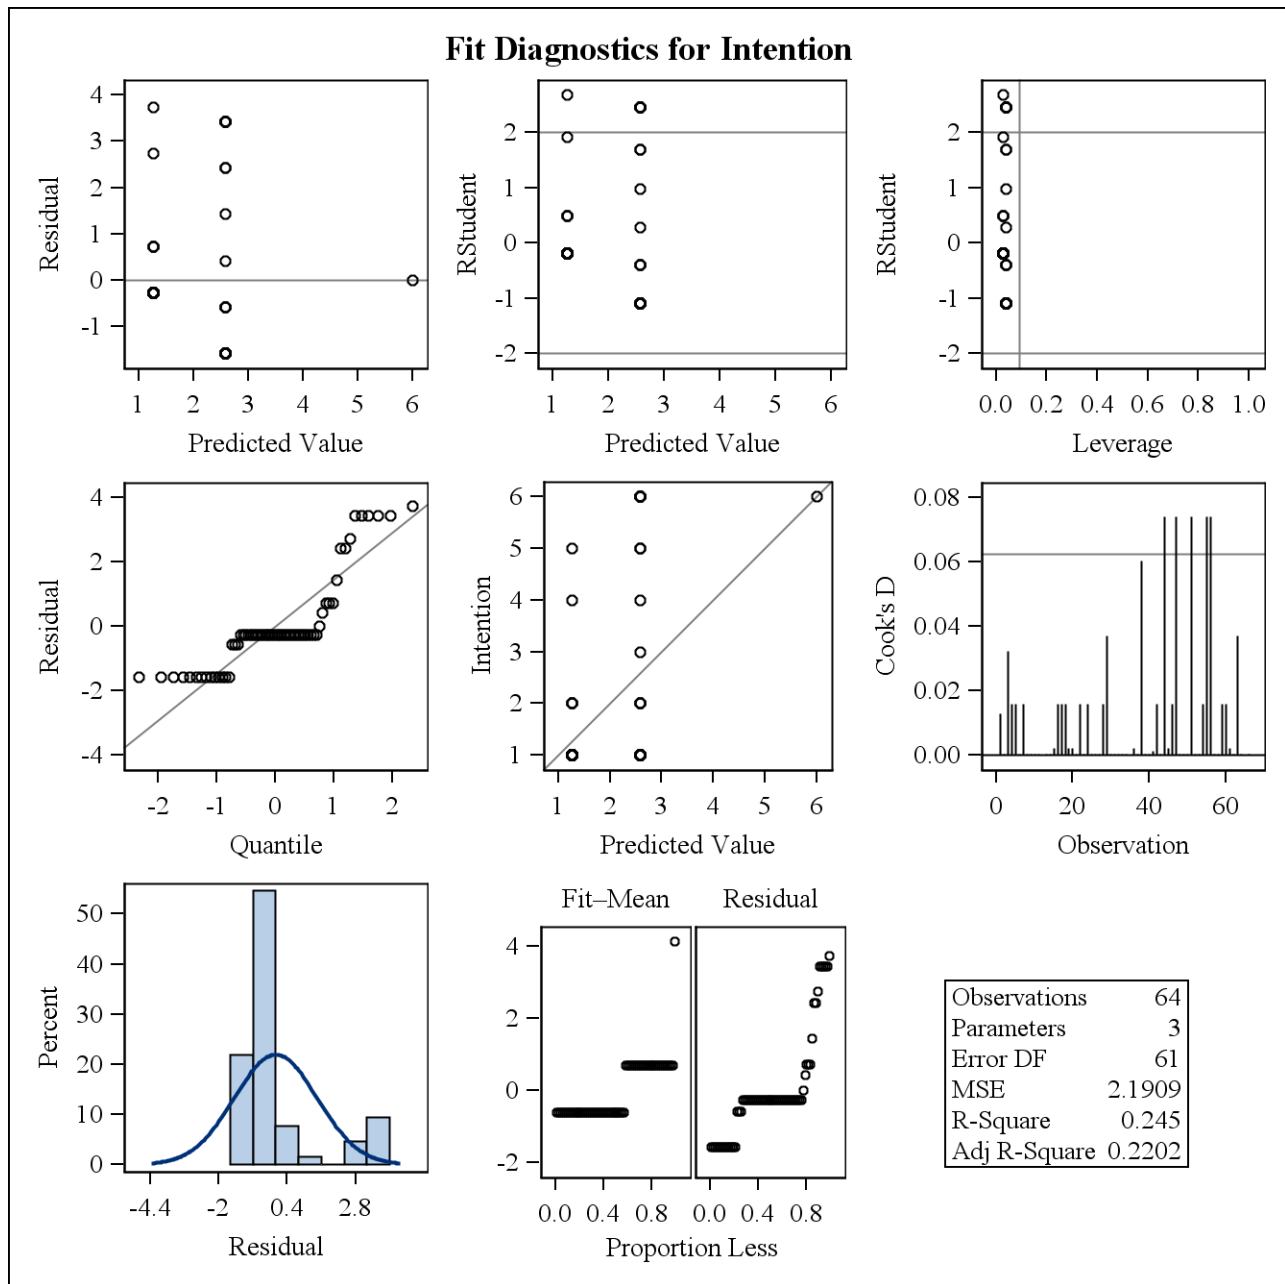 Fit Diagnostics for Intention
4
3
2
1
0
-1
Residual
1 2 3 4 5 6
Predicted Value
2
1
0
-1
-2
RStudent
1 2 3 4 5 6
Predicted Value
2
1
0
-1
-2
RStudent
0.0 0.2 0.4 0.6 0.8 1.0
Leverage
4
2
0
-2
-4
Residual
-2 -1 0 1 2
Quantile
6
5
4
3
2
1
Intention
1 2 3 4 5 6
Predicted Value
0.08
0.06
0.04
0.02
0.00
Cook's D
0 20 40 60
Observation
50
40
30
20
10
0
Percent
-4.4 -2 0.4 2.8
Residual
Fit–Mean Residual
4
2
0
-2
0.0 0.4 0.8 0.0 0.4 0.8
Proportion Less
Observations 64
Parameters 3
Error DF 61
MSE 2.1909
R-Square 0.245
Adj R-Square 0.2202